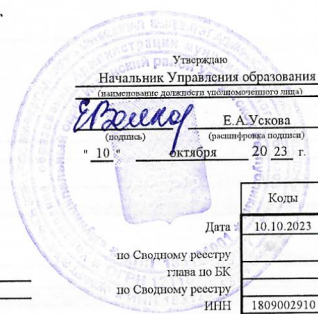 Утверждаю
Начальник Управления образования
(наименование должности уполномоченного лица)
Е.А.Ускова
(подпись) (расшифровка подписи)
" 10 " октября 20 23 г.
Коды
Дата 10.10.2023
по Сводному реестру
глава по БК
по Сводному реестру
ИНН 1809002910